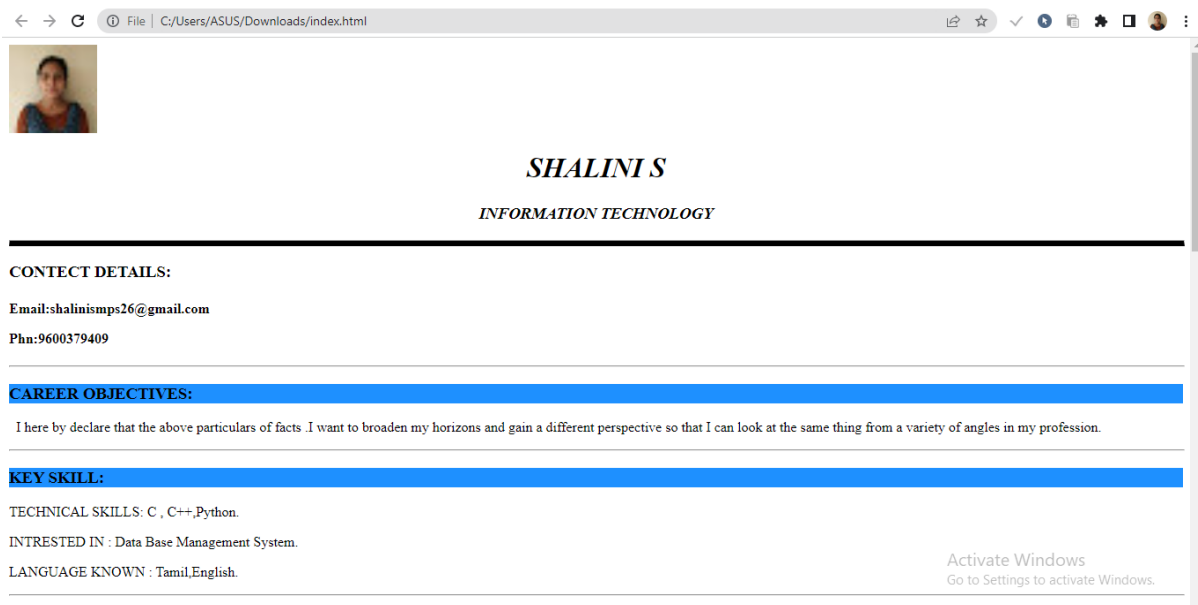 File | C:/Users/ASUS/Downloads/index.html
SHALINI S
INFORMATION TECHNOLOGY
CONTECT DETAILS:
Email:shalinismps26@gmail.com
Phn:9600379409
CAREER OBJECTIVES:
I here by declare that the above particulars of facts .I want to broaden my horizons and gain a different perspective so that I can look at the same thing from a variety of angles in my profession.
KEY SKILL:
TECHNICAL SKILLS: C , C++,Python.
INTRESTED IN : Data Base Management System.
LANGUAGE KNOWN : Tamil,English.
Activate Windows
Go to Settings to activate Windows.